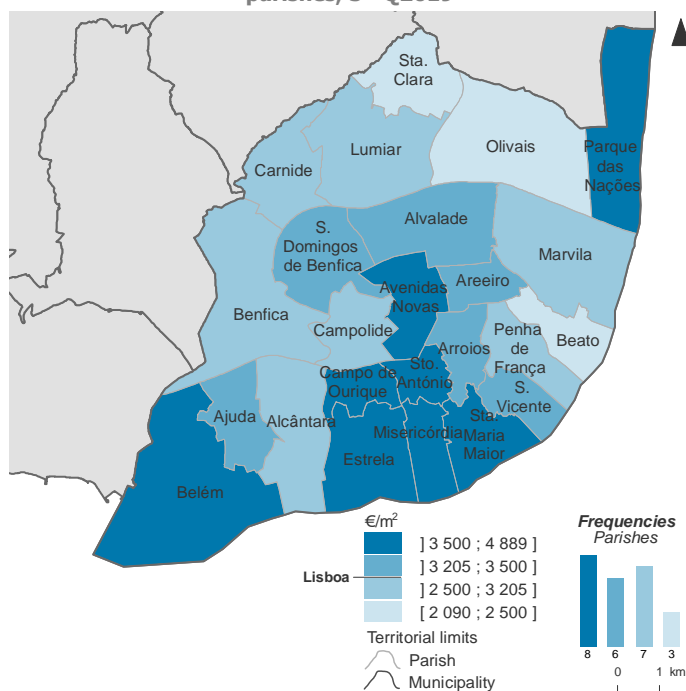 Sta.
Clara
Lumiar
Olivais
Carnide
Parque
das
Nações
Alvalade
S.
Domingos
de Benfica
Marvila
Areeiro
Avenidas
Novas
Benfica
Campolide
Arroios
Penha
de
França
Beato
Sto.
António
Campo de
Ourique
S.
Vicente
Ajuda
Alcântara
Sta.
Maria
Maior
Misericórdia
Estrela
Belém
€/m²
] 3 500 ; 4 889 ]
] 3 205 ; 3 500 ]
Lisboa
] 2 500 ; 3 205 ]
[ 2 090 ; 2 500 ]
Territorial limits
Parish
Municipality
Frequencies
Parishes
8 6 7 3
0 1 km